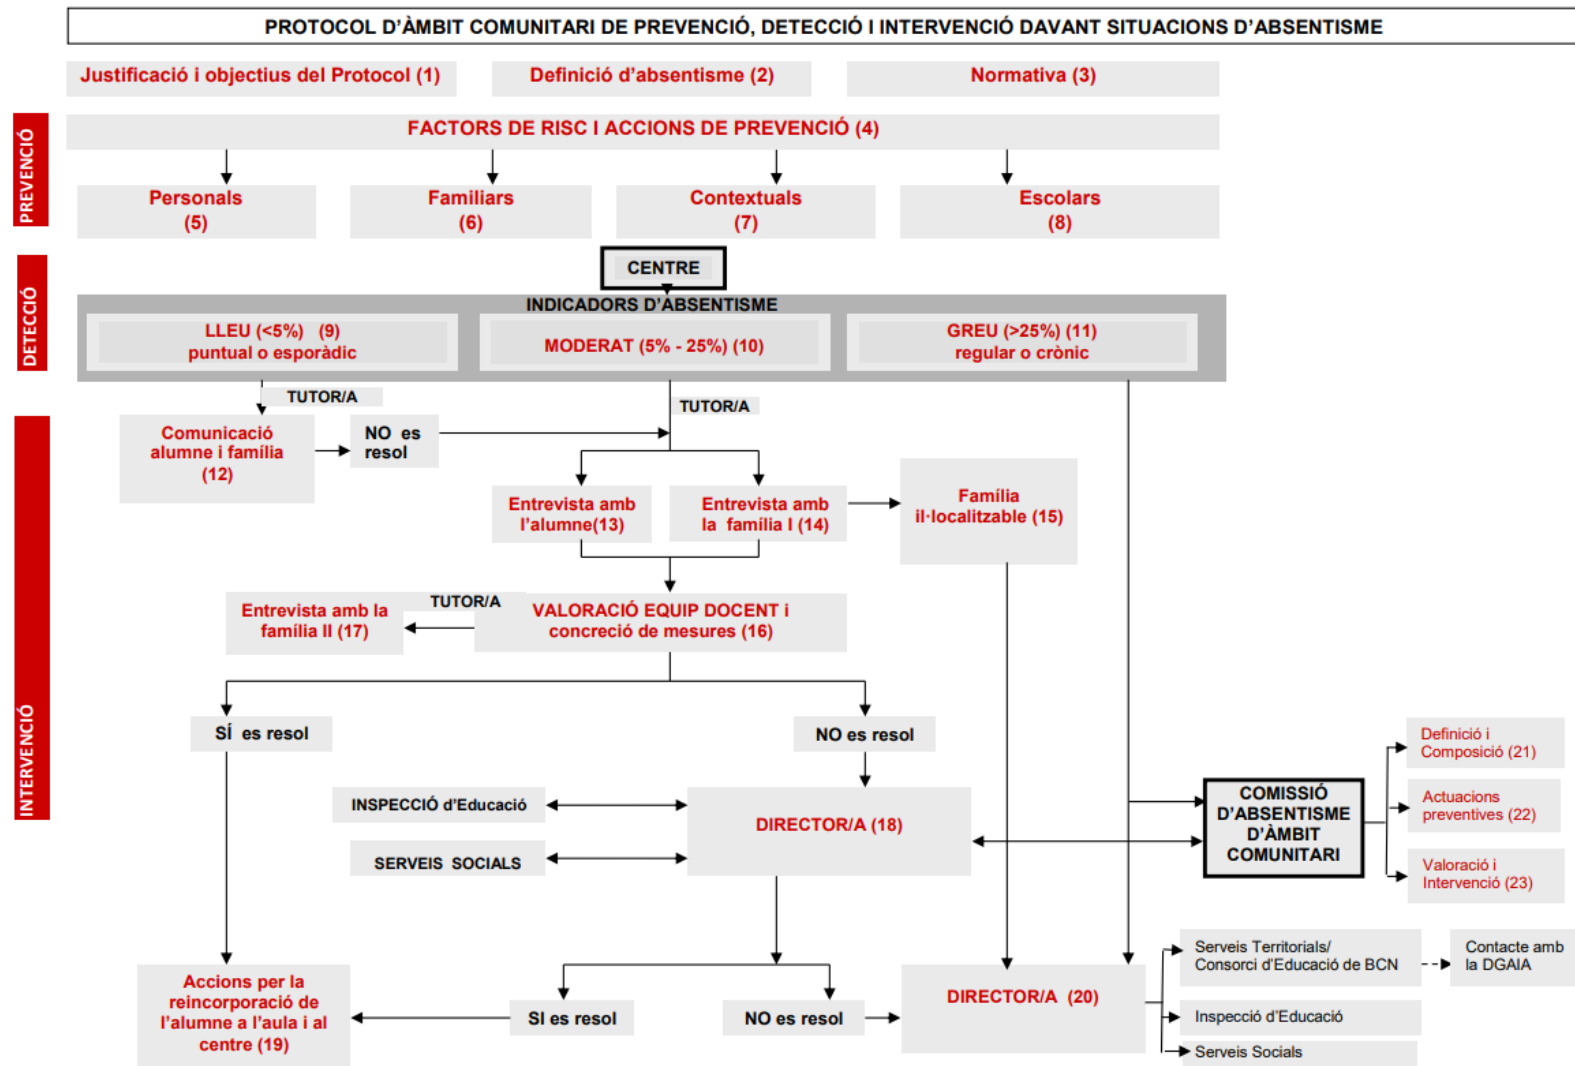 PROTOCOL D'ÀMBIT COMUNITARI DE PREVENCIÓ, DETECCIÓ I INTERVENCIÓ DAVANT SITUACIONS D'ABSENTISME
Justificació i objectius del Protocol (1)
Definició d'absentisme (2)
Normativa (3)
PREVENCIÓ
FACTORS DE RISC I ACCIONS DE PREVENCIÓ (4)
Personals
(5)
Familiars
(6)
Contextuals
(7)
Escolars
(8)
DETECCIÓ
CENTRE
INDICADORS D'ABSENTISME
LLEU (<5%) (9)
puntual o esporàdic
MODERAT (5% - 25%) (10)
GREU (>25%) (11)
regular o crònic
INTERVENCIÓ
TUTOR/A
TUTOR/A
Comunicació
alumne i família
(12)
NO es
resol
Entrevista amb
l'alumne(13)
Entrevista amb
la família I (14)
Família
il·localitzable (15)
Entrevista amb la
família II (17)
TUTOR/A
VALORACIÓ EQUIP DOCENT i
concreció de mesures (16)
SÍ es resol
NO es resol
INSPECCIÓ d'Educació
SERVEIS SOCIALS
DIRECTOR/A (18)
COMISSIÓ
D'ABSENTISME
D'ÀMBIT
COMUNITARI
Definició i
Composició (21)
Actuacions
preventives (22)
Valoració i
Intervenció (23)
Accions per la
reincorporació de
l'alumne a l'aula i al
centre (19)
SI es resol
NO es resol
DIRECTOR/A (20)
Serveis Territorials/
Consorci d'Educació de BCN
Contacte amb
la DGAIA
Inspecció d'Educació
Serveis Socials